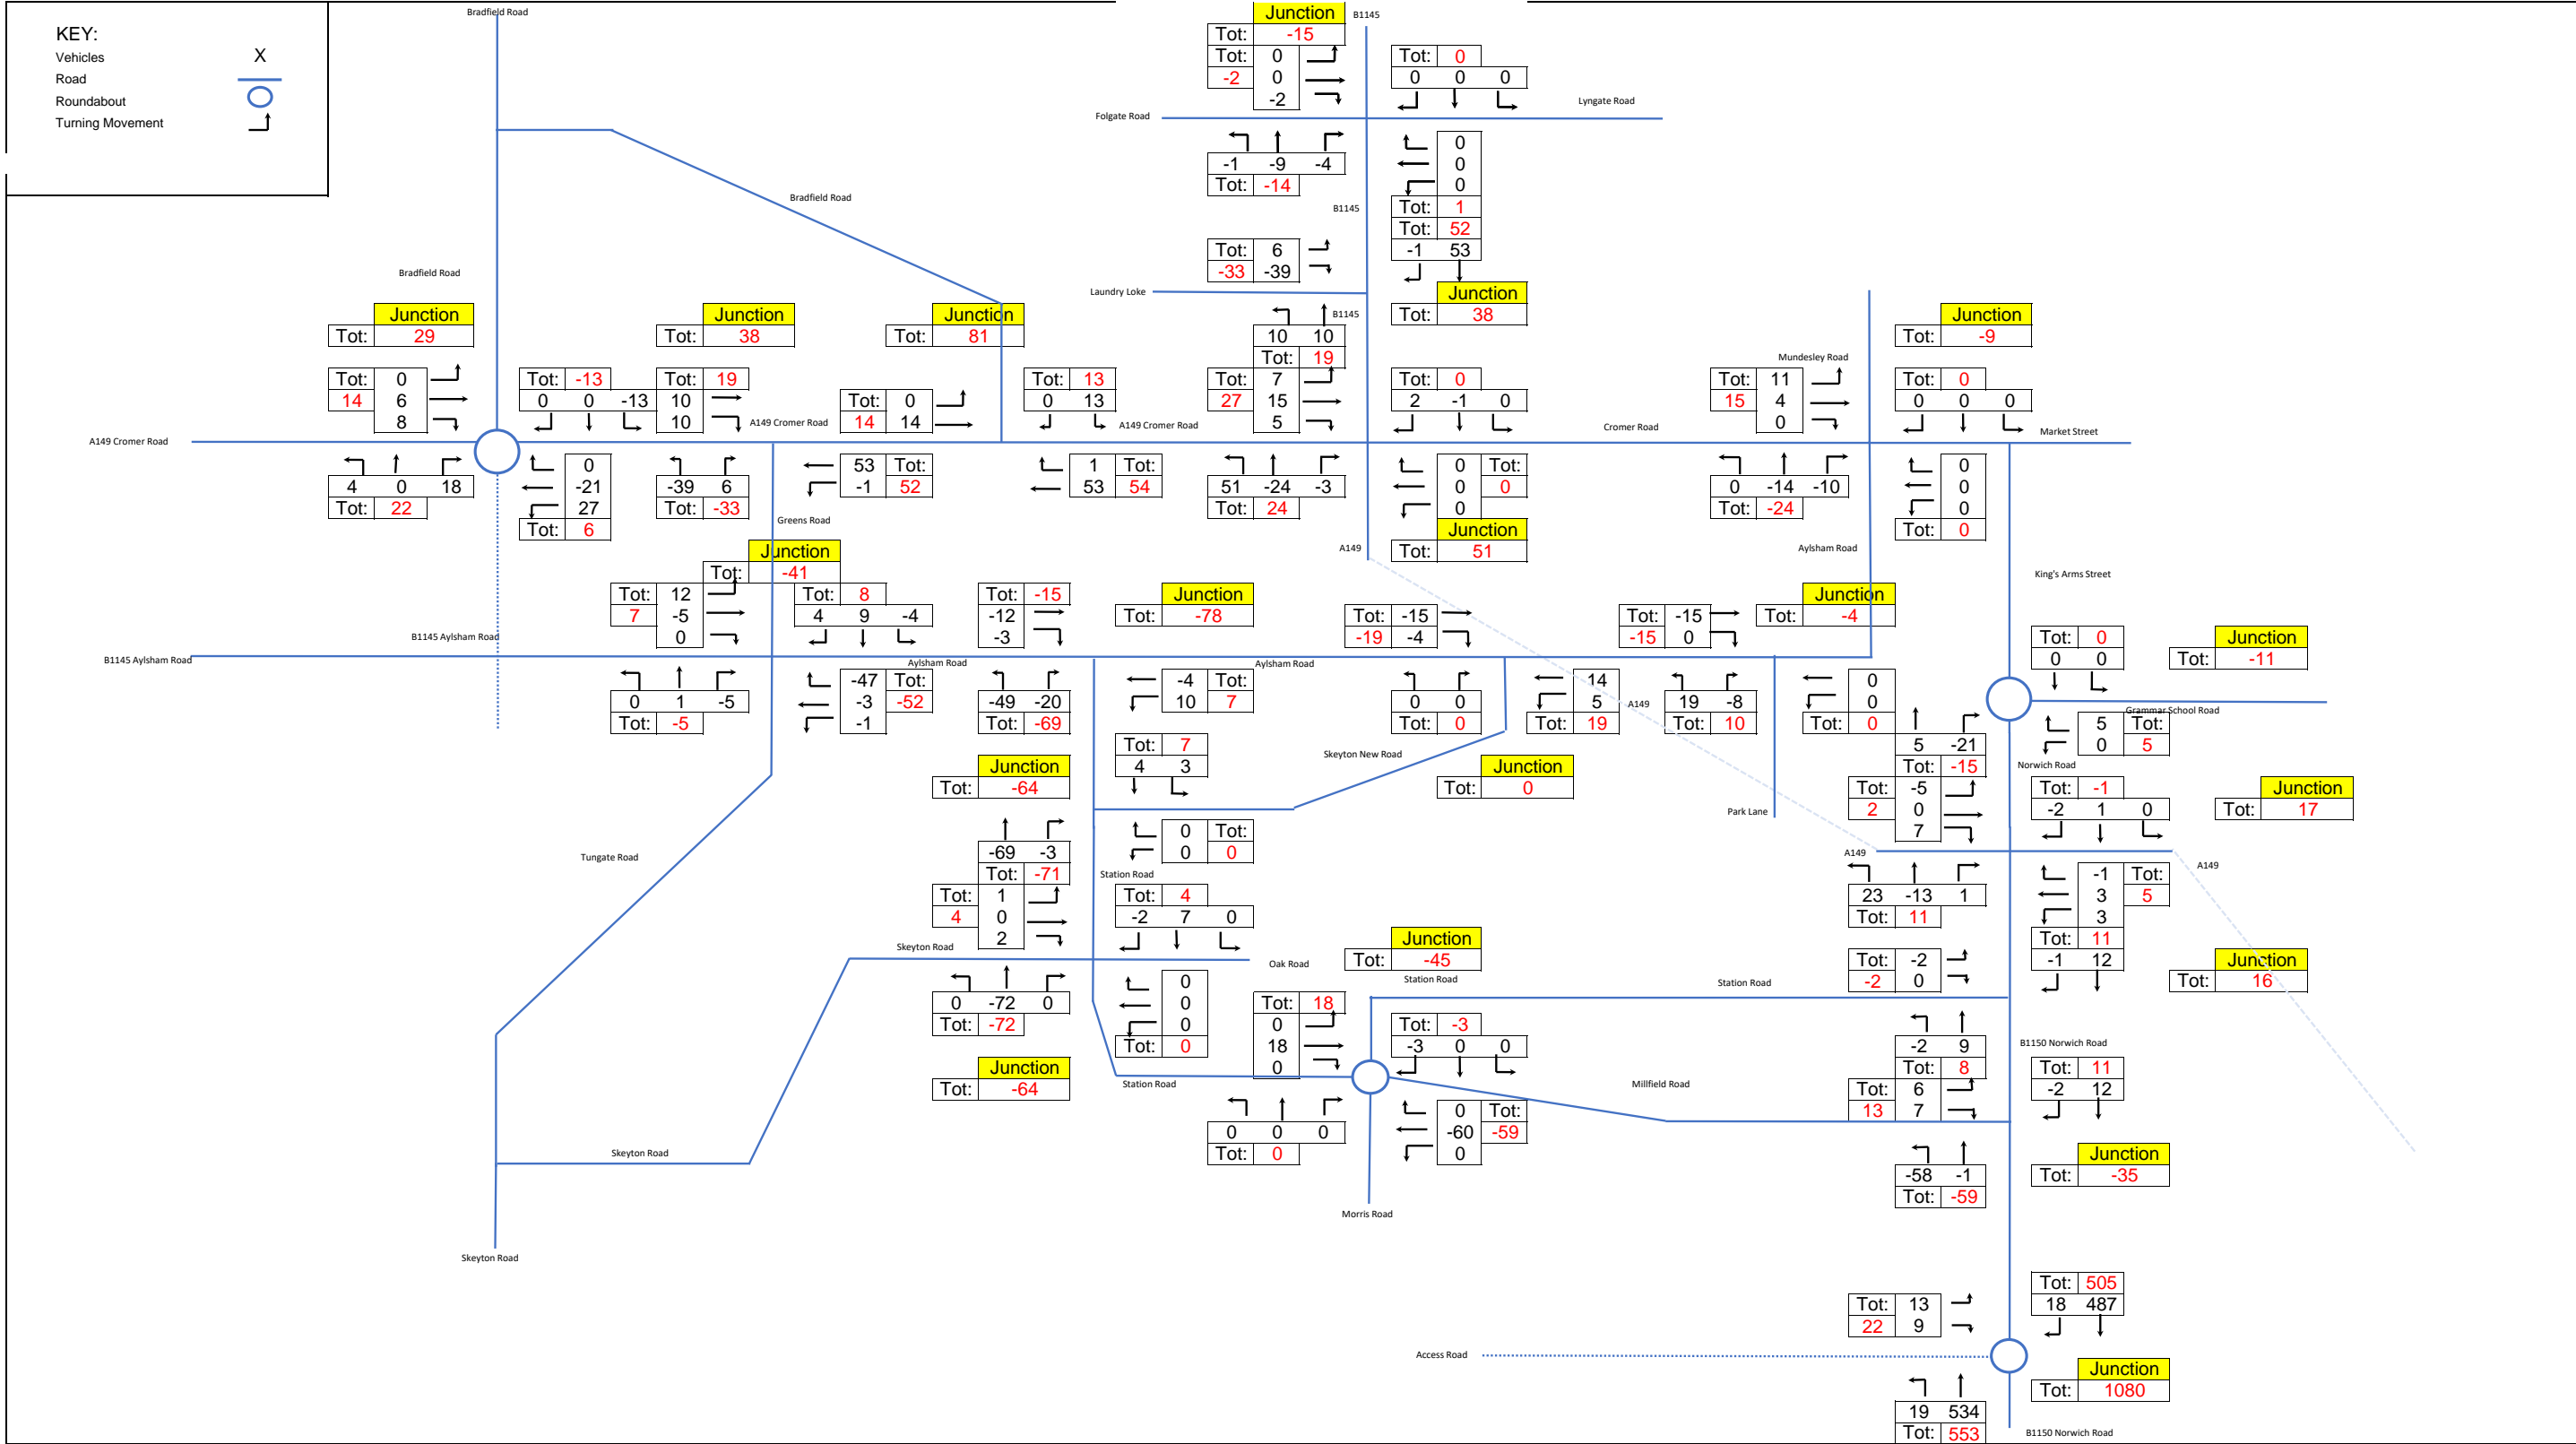 KEY:
Vehicles X
Road
Roundabout
Turning Movement
Bradfield Road
Junction
B1145
Tot: -15
Tot: 0
-2 0
-2
Tot: 0
0 0 0
Lyngate Road
Folgate Road
-1 -9 -4
Tot: -14
0
0
0
Tot: 1
Bradfield Road
B1145
Tot: 52
-1 53
Tot: 6
-33 -39
Bradfield Road
Laundry Loke
Junction
Tot: 38
B1145
10 10
Tot: 19
Junction
Tot: 29
Junction
Tot: 38
Junction
Tot: 81
Junction
Tot: -9
Mundesley Road
Tot: 0
14 6
8
Tot: -13
0 0 -13
Tot: 19
10
10
A149 Cromer Road
Tot: 0
14 14
Tot: 13
0 13
A149 Cromer Road
Tot: 7
27 15
5
Tot: 0
2 -1 0
Cromer Road
Tot: 11
15 4
0
Tot: 0
0 0 0
Market Street
A149 Cromer Road
4 0 18
Tot: 22
0
-21
27
Tot: 6
-39 6
Tot: -33
53 Tot:
-1 52
1 Tot:
53 54
51 -24 -3
Tot: 24
0 Tot:
0 0
0
0 -14 -10
Tot: -24
0
0
0
Tot: 0
Greens Road
Junction
Tot: 51
A149
Aylsham Road
King's Arms Street
Junction
Tot: -41
Tot: 12
7 -5
0
Tot: 8
4 9 -4
Tot: -15
-12
-3
Junction
Tot: -78
Tot: -15
-19 -4
Tot: -15
-15 0
Junction
Tot: -4
Tot: 0
0 0
Junction
Tot: -11
B1145 Aylsham Road
B1145 Aylsham Road
Aylsham Road
Aylsham Road
0 1 -5
Tot: -5
-47 Tot:
-3 -52
-1
-49 -20
Tot: -69
-4 Tot:
10 7
0 0
Tot: 0
14
5
Tot: 19
A149
19 -8
Tot: 10
0
0
Tot: 0
Grammar School Road
5 -21
Tot: -15
5 Tot:
0 5
Norwich Road
Skeyton New Road
Tot: 7
4 3
Junction
Tot: -64
Junction
Tot: 0
Park Lane
Tot: -5
2 0
7
Tot: -1
-2 1 0
Junction
Tot: 17
-69 -3
Tot: -71
0 Tot:
0 0
Tungate Road
A149
A149
Station Road
23 -13 1
Tot: 11
-1 Tot:
3 5
3
Tot: 1
4 0
2
Tot: 4
-2 7 0
Skeyton Road
Oak Road
Junction
Tot: -45
Station Road
Station Road
Tot: -2
-2 0
Tot: 11
-1 12
Junction
Tot: 16
0 -72 0
Tot: -72
0
0
0
Tot: 0
Tot: 18
0
18
0
Tot: -3
-3 0 0
-2 9
Tot: 8
B1150 Norwich Road
Junction
Tot: -64
Station Road
Millfield Road
Tot: 6
13 7
Tot: 11
-2 12
0 0 0
Tot: 0
0 Tot:
-60 -59
0
Skeyton Road
-58 -1
Tot: -59
Junction
Tot: -35
Morris Road
Skeyton Road
Tot: 13
22 9
Tot: 505
18 487
Access Road
Junction
Tot: 1080
19 534
Tot: 553
B1150 Norwich Road